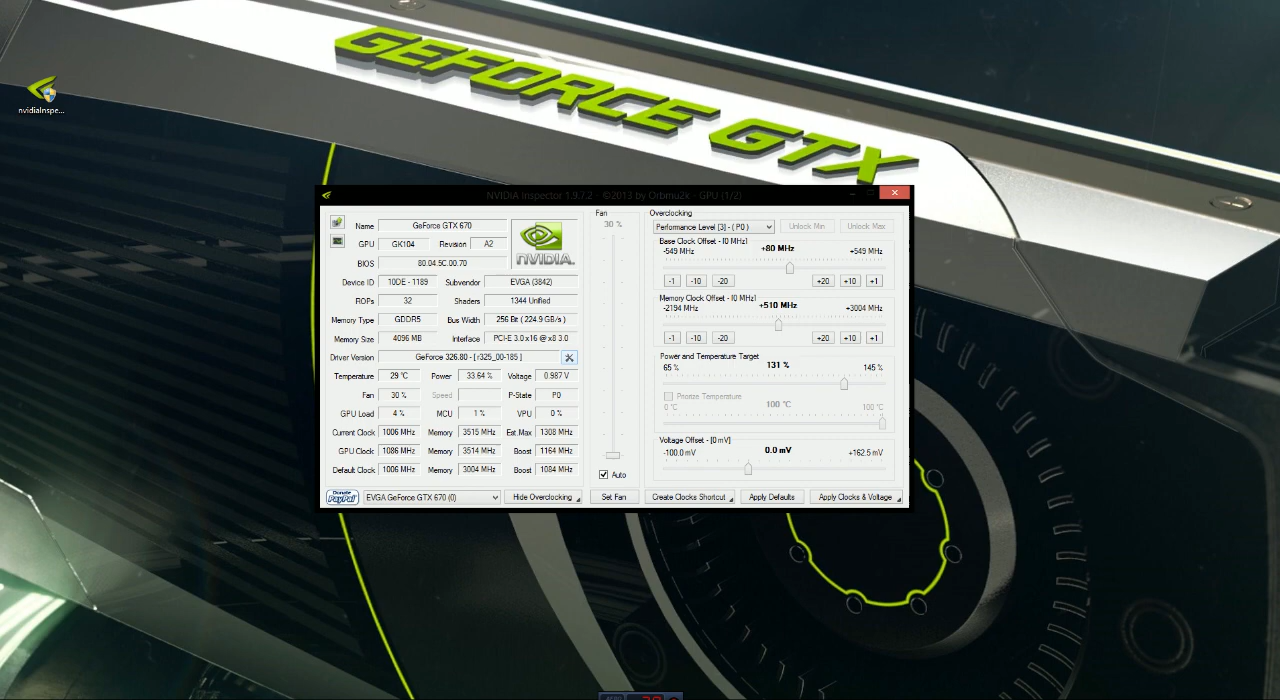 GEFORCE GTX
nvidiaInspe...
NVIDIA Inspector 1.9.7.2 ©2013 by Orbmu2k - GPU (1/2)
Name GeForce GTX 670
GPU GK104 Revision A2
BIOS 80.04.5C.00.70
NVIDIA.
Device ID 10DE - 1189 Subvendor EVGA (3842)
ROPs 32 Shaders 1344 Unified
Memory Type GDDR5 Bus Width 256 Bit ( 224.9 GB/s )
Memory Size 4096 MB Interface PCI-E 3.0 x16 @ x8 3.0
Driver Version GeForce 326.80 - [ r325_00-185 ]
Temperature 29 °C Power 33.64 % Voltage 0.987 V
Fan 30 % Speed P-State P0
GPU Load 4 % MCU 1 % VPU 0 %
Current Clock 1006 MHz Memory 3515 MHz Est.Max 1308 MHz
GPU Clock 1086 MHz Memory 3514 MHz Boost 1164 MHz
Default Clock 1006 MHz Memory 3004 MHz Boost 1084 MHz
Donate PayPal EVGA GeForce GTX 670 (0) Hide Overclocking
Fan
30 %
Auto
Set Fan
Overclocking
Performance Level [3] - ( P0 ) Unlock Min Unlock Max
Base Clock Offset - [0 MHz]
-549 MHz +80 MHz +549 MHz
-1 -10 -20 +20 +10 +1
Memory Clock Offset - [0 MHz]
-2194 MHz +510 MHz +3004 MHz
-1 -10 -20 +20 +10 +1
Power and Temperature Target
65 % 131 % 145 %
Priorize Temperature
0 °C 100 °C 100 °C
Voltage Offset - [0 mV]
-100.0 mV 0.0 mV +162.5 mV
Create Clocks Shortcut Apply Defaults Apply Clocks & Voltage